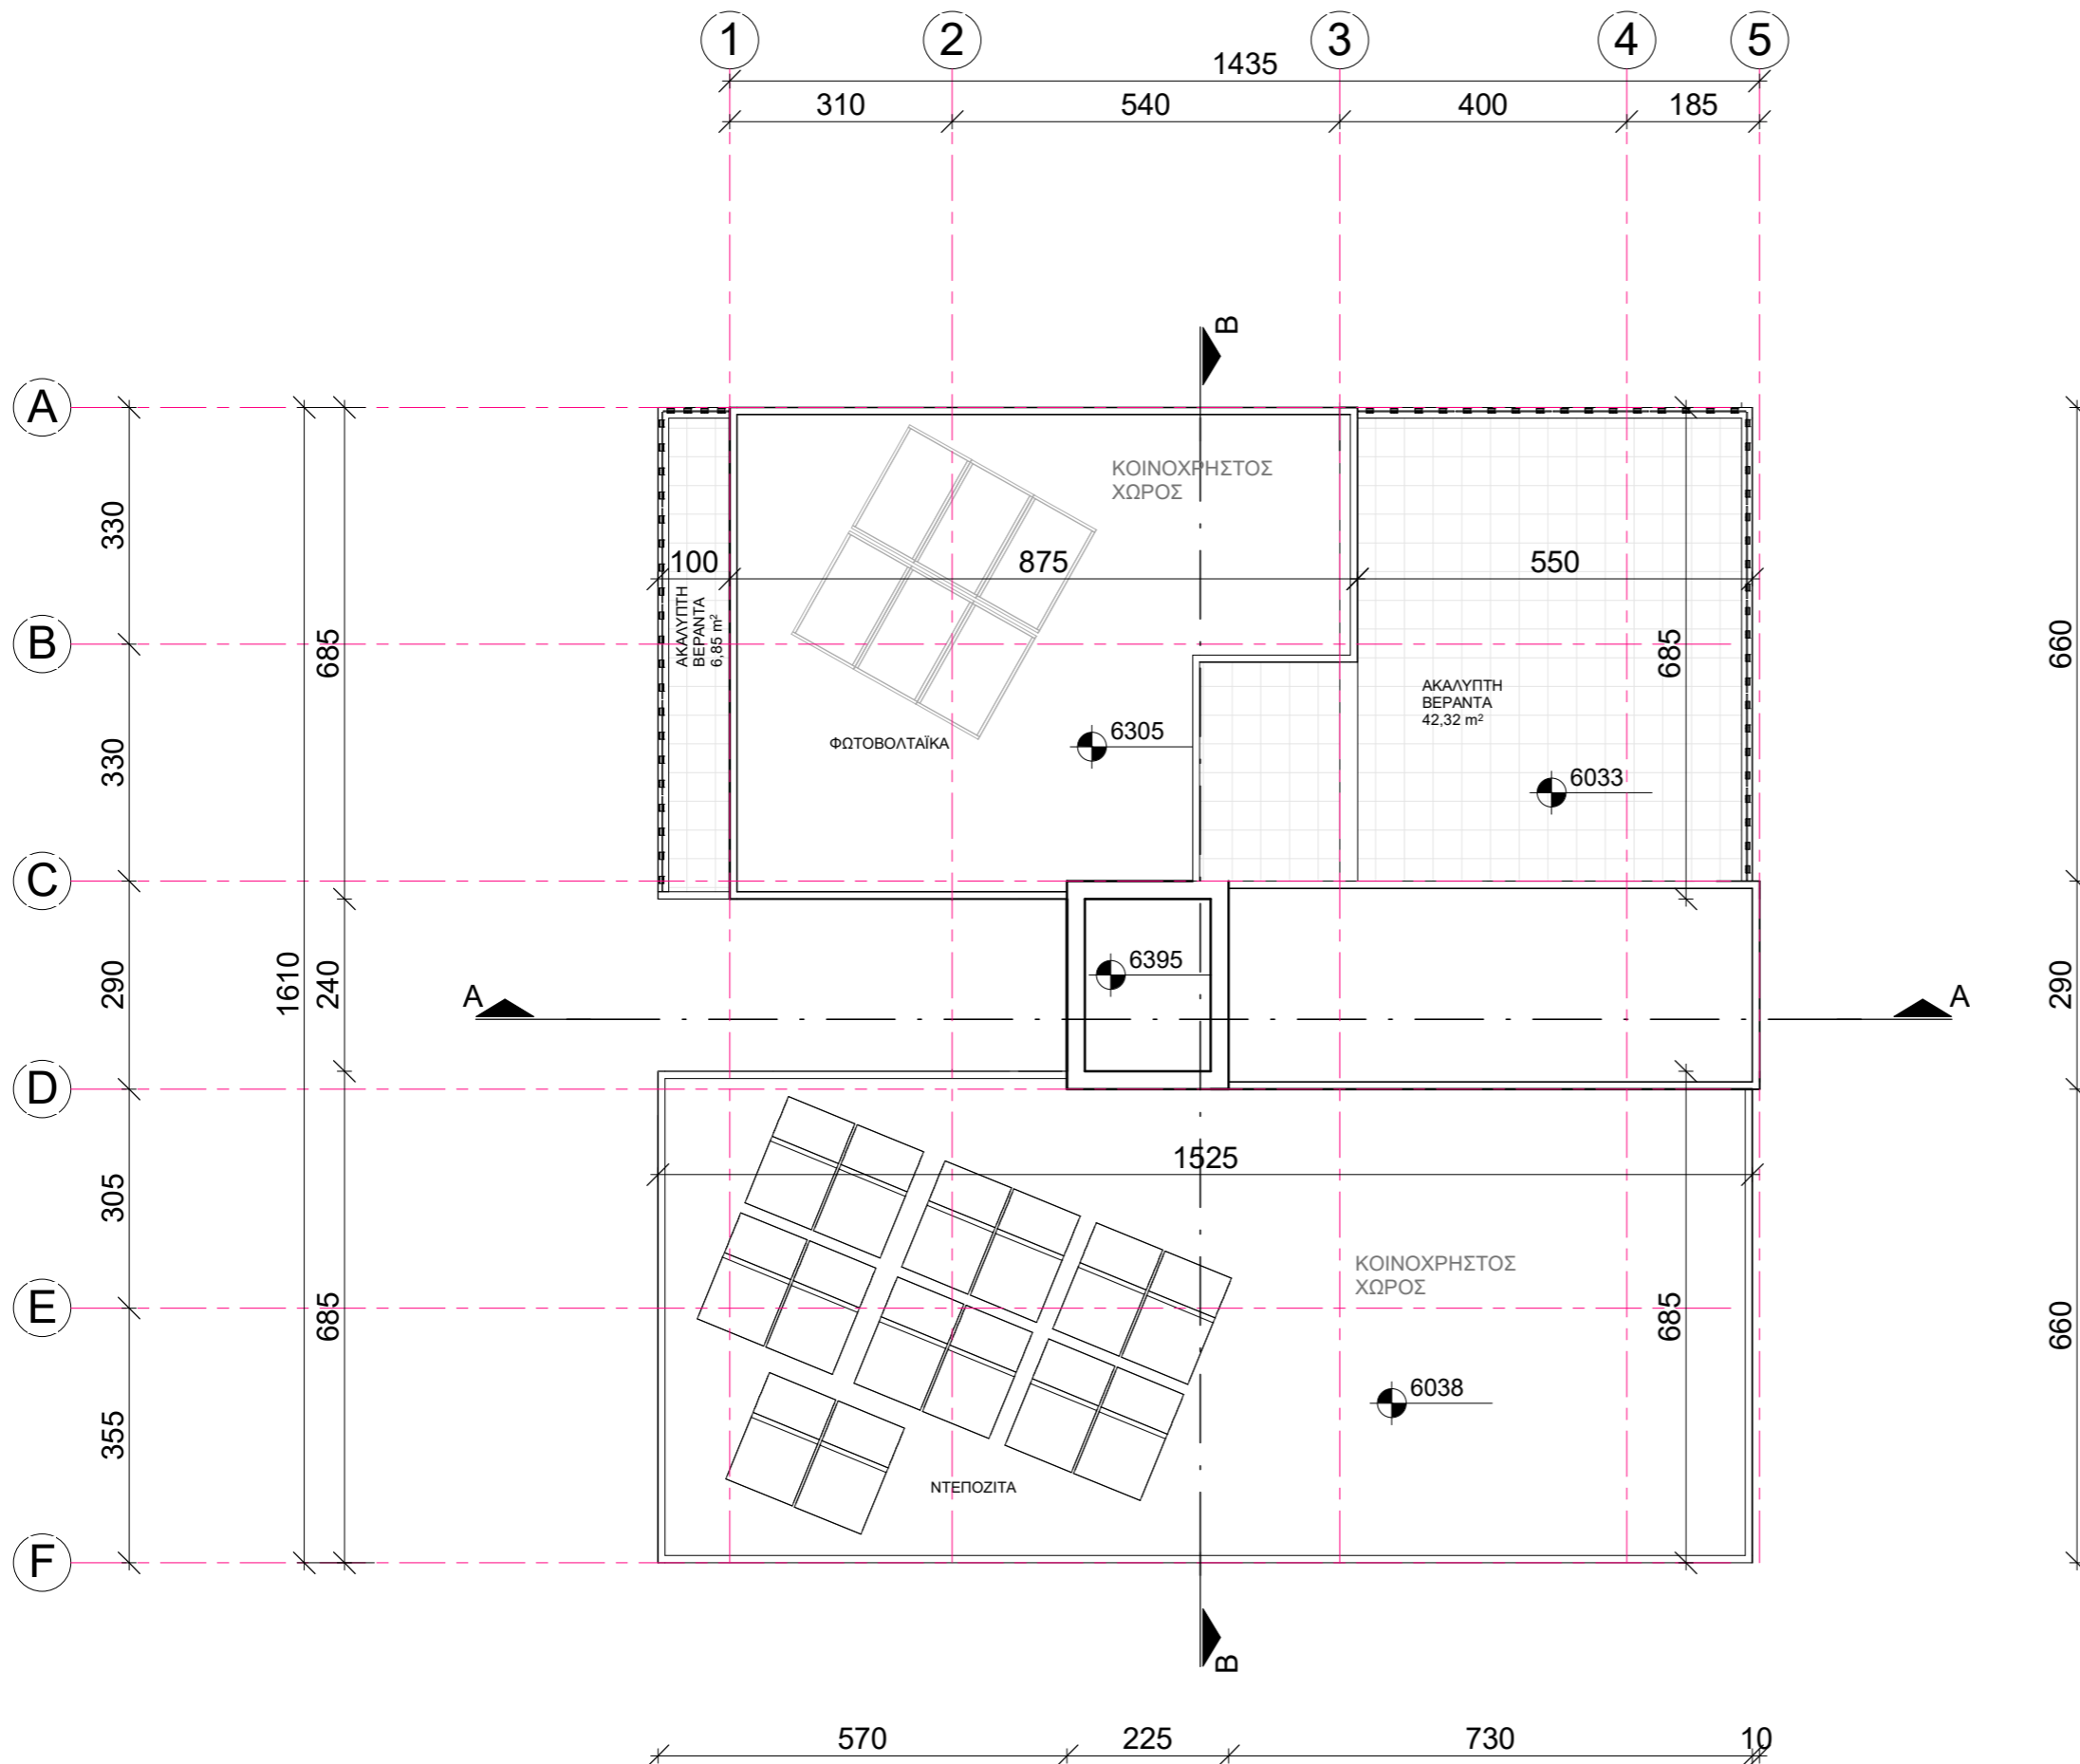 1 2 3 4 5
1435
310 540 400 185
B
A
330
685
ΚΟΙΝΟΧΡΗΣΤΟΣ
ΧΩΡΟΣ
100 875 550
ΑΚΑΛΥΠΤΗ
ΒΕΡΑΝΤΑ
6,85 m²
B
685
660
ΑΚΑΛΥΠΤΗ
ΒΕΡΑΝΤΑ
42,32 m²
330
ΦΩΤΟΒΟΛΤΑΪΚΑ
6305
6033
C
290
1610
240
6395
290
A A
D
1525
305
ΚΟΙΝΟΧΡΗΣΤΟΣ
ΧΩΡΟΣ
E
685
685
660
6038
355
ΝΤΕΠΟΖΙΤΑ
F
B
570 225 730 10